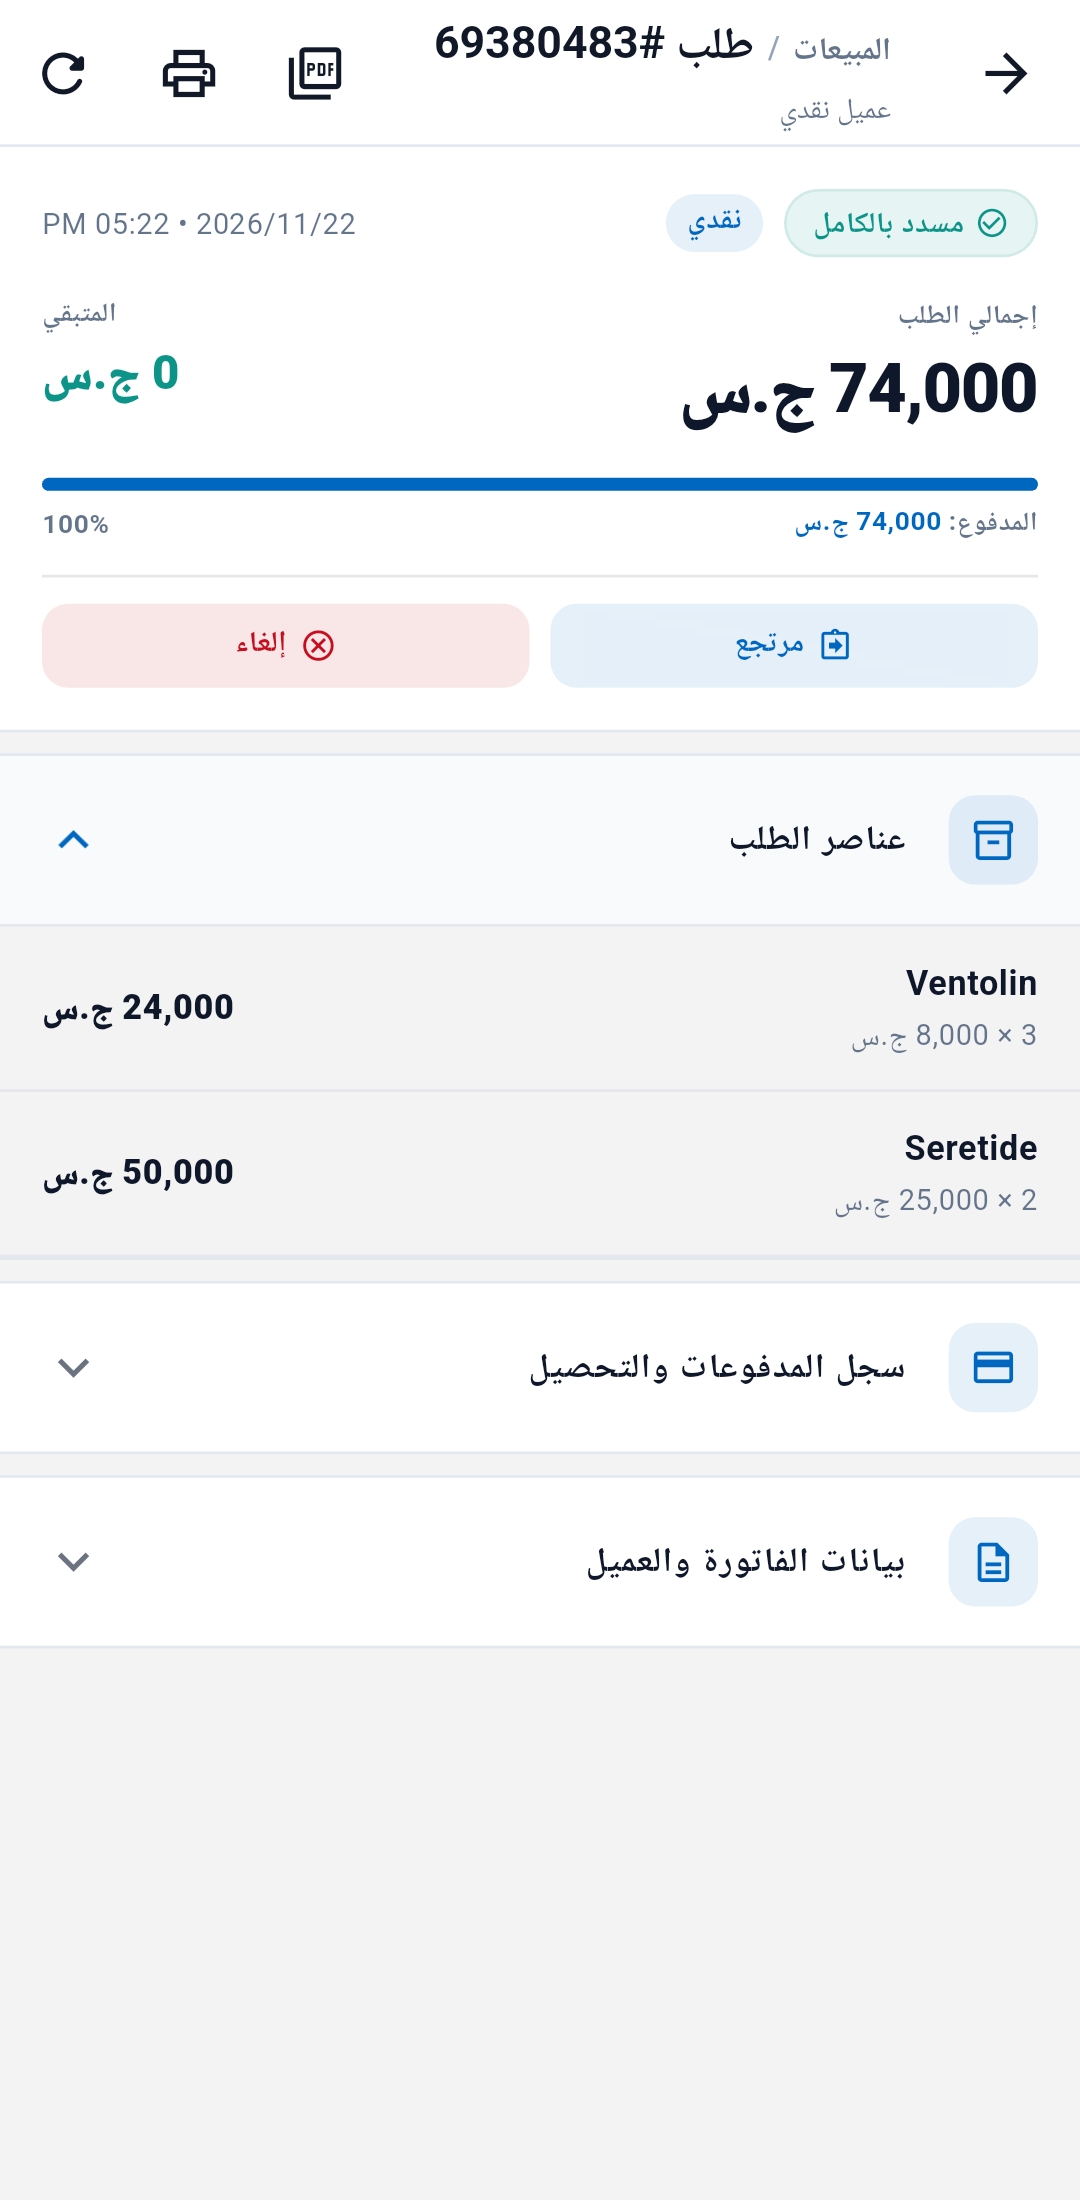 المبيعات / طلب #69380483
عميل نقدي
PDF
مسدد بالكامل
نقدي
2026/11/22 • 05:22 PM
إجمالي الطلب
74,000 ج.س
المتبقي
0 ج.س
المدفوع: 74,000 ج.س
100%
مرتجع
إلغاء
عناصر الطلب
Ventolin
3 × 8,000 ج.س
24,000 ج.س
Seretide
2 × 25,000 ج.س
50,000 ج.س
سجل المدفوعات والتحصيل
بيانات الفاتورة والعميل